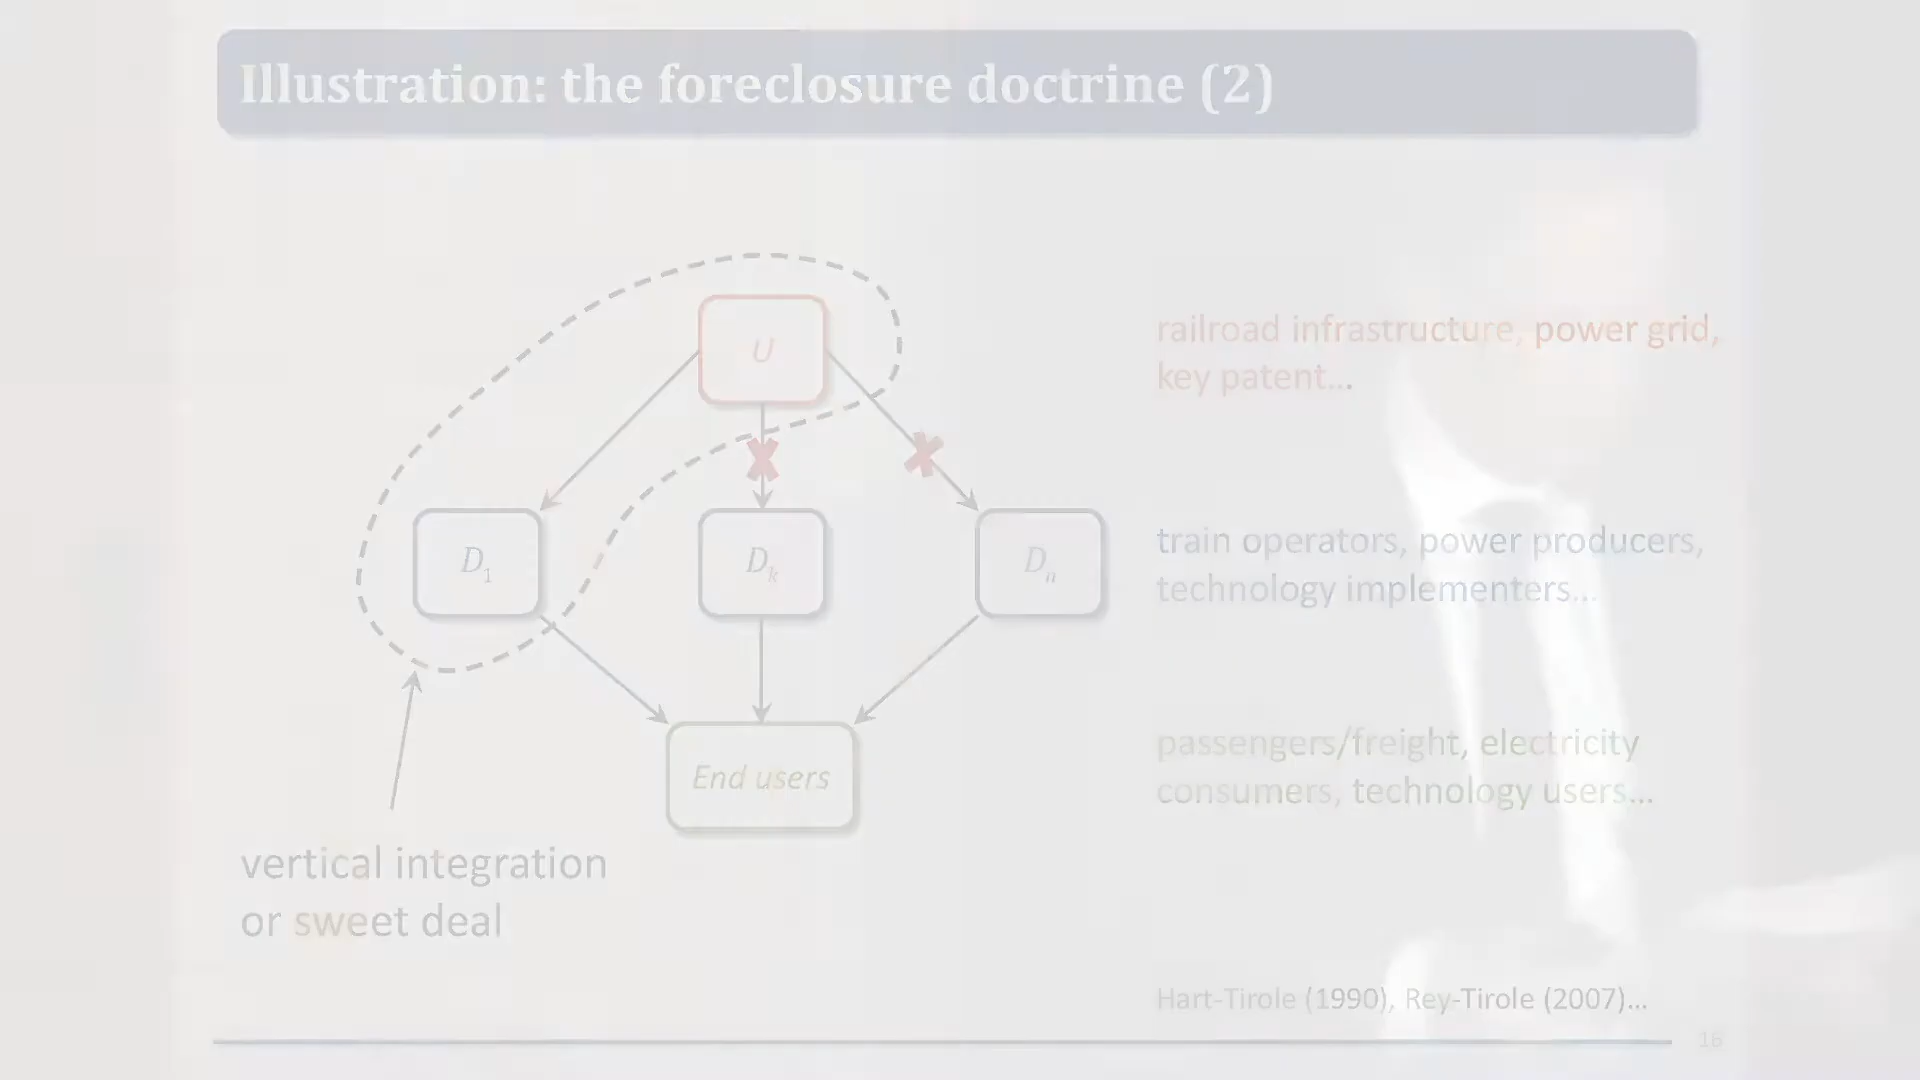 Illustration: the foreclosure doctrine (2)
U
railroad infrastructure, power grid,
key patent...
D1
Dk
Dn
train operators, power producers,
technology implementers...
End users
passengers/freight, electricity
consumers, technology users...
vertical integration
or sweet deal
Hart-Tirole (1990), Rey-Tirole (2007)...
16